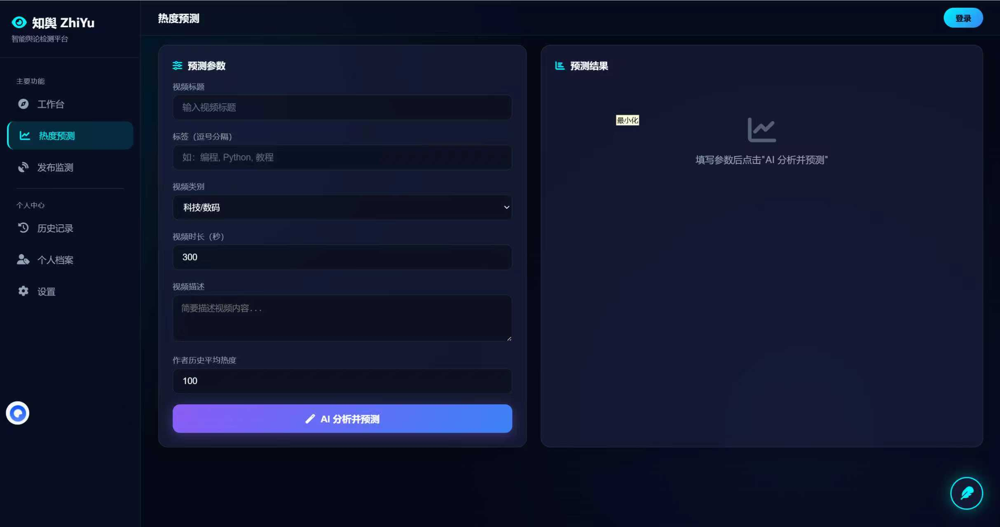 知舆 ZhiYu
智能舆论检测平台
主要功能
工作台
热度预测
发布监测
个人中心
历史记录
个人档案
设置
热度预测
登录
预测参数
视频标题
输入视频标题
标签（逗号分隔）
如：编程, Python, 教程
视频类别
科技/数码
视频时长（秒）
300
视频描述
简要描述视频内容...
作者历史平均热度
100
AI 分析并预测
预测结果
最小化
填写参数后点击"AI 分析并预测"